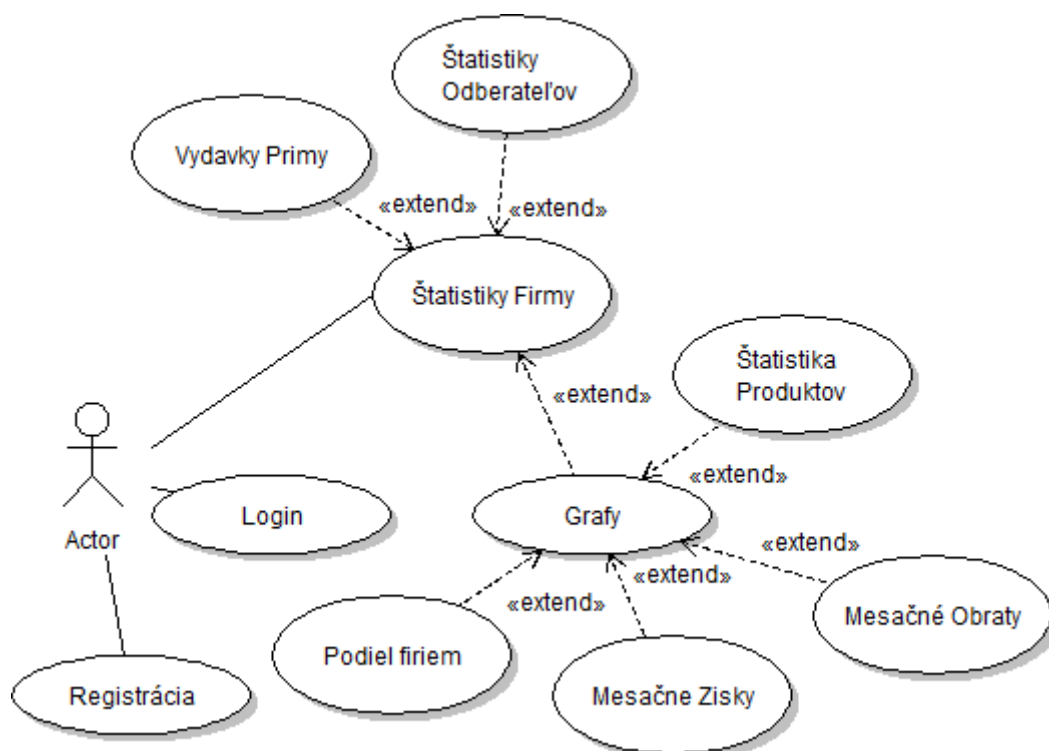 Štatistiky
Odberateľov
Vydavky Primy
«extend»
«extend»
Štatistiky Firmy
Štatistika
Produktov
«extend»
«extend»
Actor
Login
Grafy
«extend»
«extend»
«extend»
Mesačné Obraty
Podiel firiem
Registrácia
Mesačne Zisky